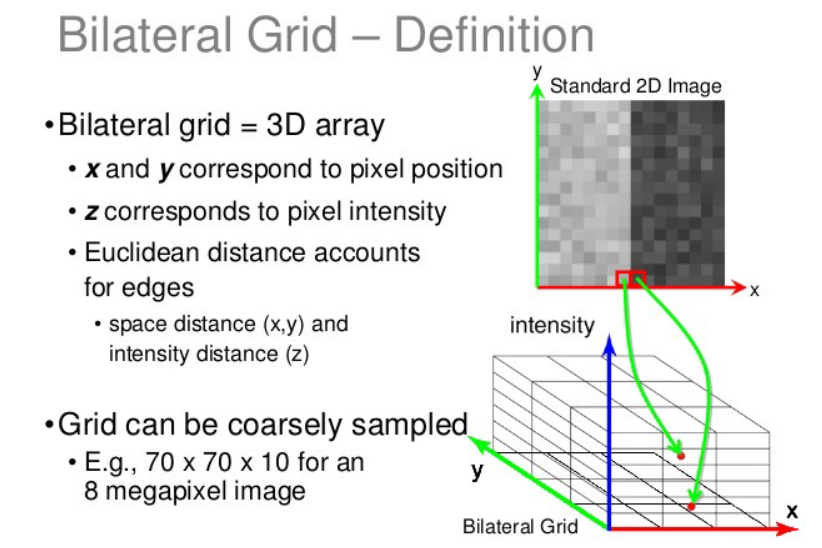 Bilateral Grid – Definition
•Bilateral grid = 3D array
• x and y correspond to pixel position
• z corresponds to pixel intensity
• Euclidean distance accounts
for edges
• space distance (x,y) and
intensity distance (z)
•Grid can be coarsely sampled
• E.g., 70 x 70 x 10 for an
8 megapixel image
y
Standard 2D Image
x
intensity
y
x
Bilateral Grid